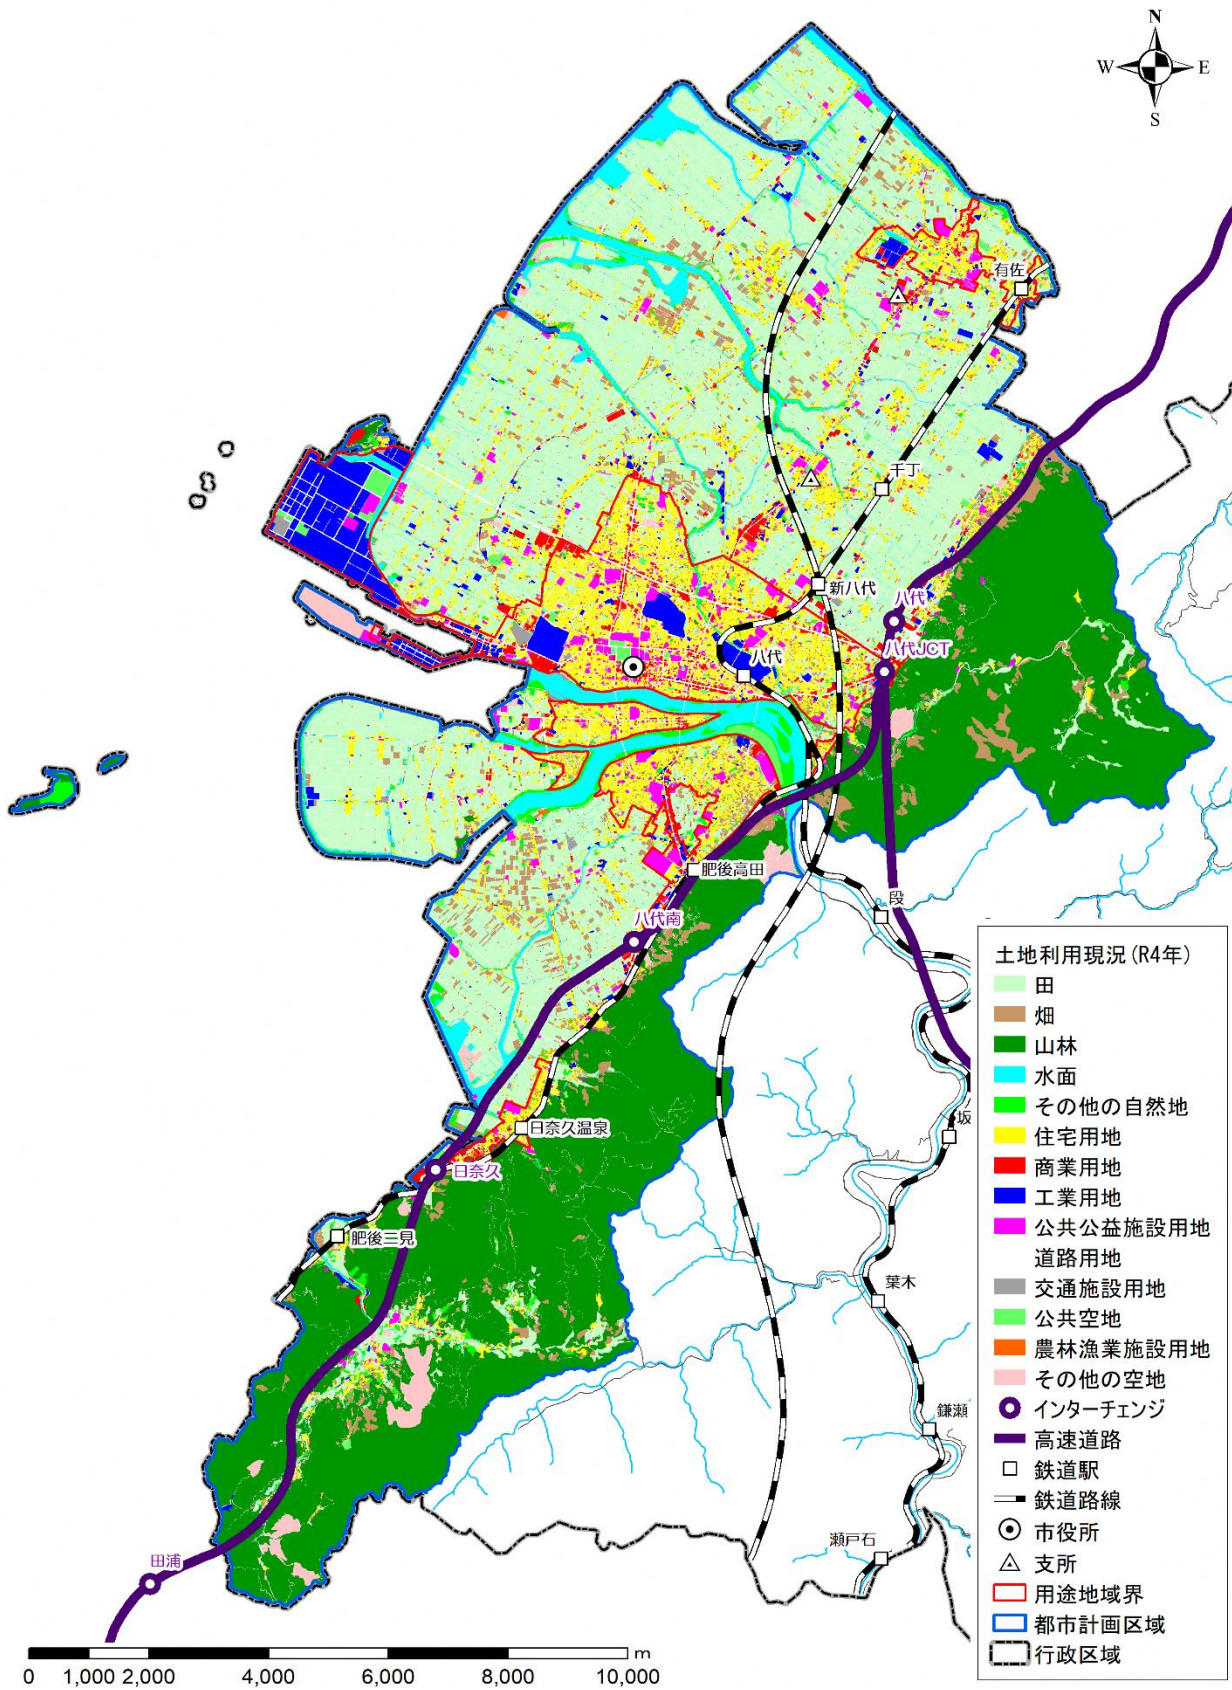 N
W E
S
有佐
千丁
新八代
八代
八代JCT
八代
肥後高田
段
八代南
坂
日奈久温泉
日奈久
肥後二見
葉木
鎌瀬
瀬戸石
田浦
土地利用現況(R4年)
田
畑
山林
水面
その他の自然地
住宅用地
商業用地
工業用地
公共公益施設用地
道路用地
交通施設用地
公共空地
農林漁業施設用地
その他の空地
インターチェンジ
高速道路
鉄道駅
鉄道路線
市役所
支所
用途地域界
都市計画区域
行政区域
0 1,000 2,000 4,000 6,000 8,000 10,000 m